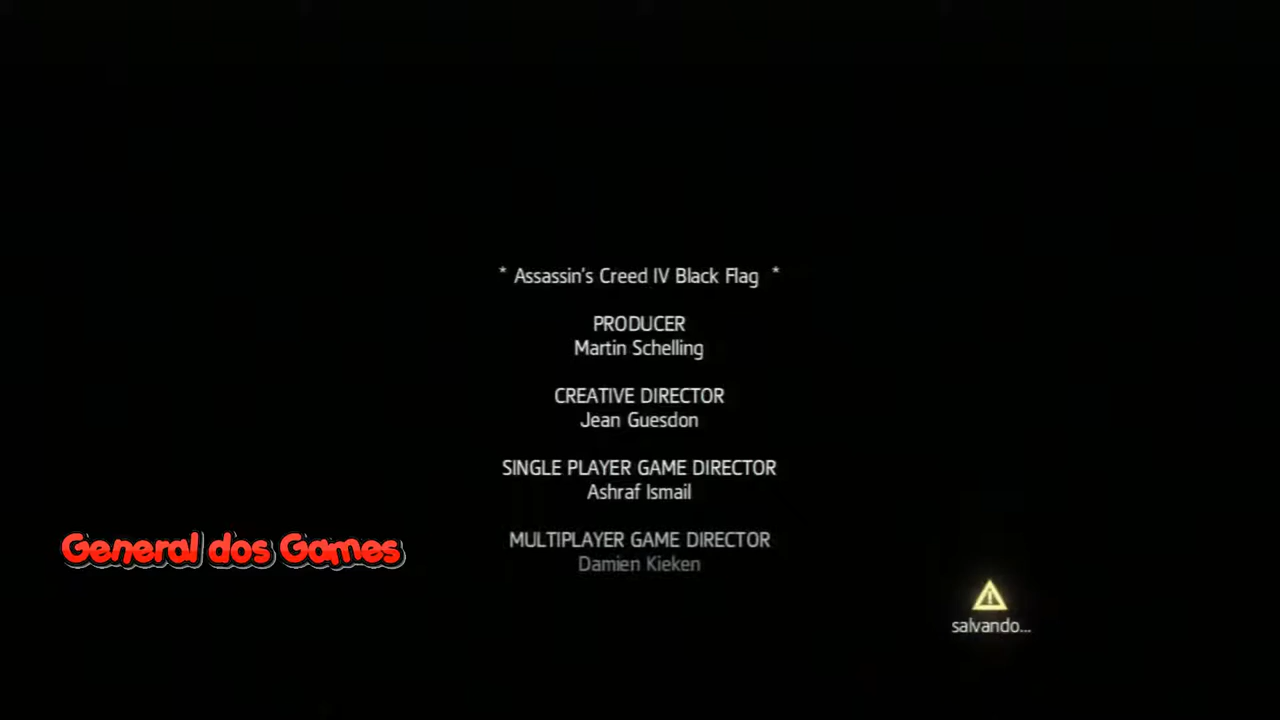 * Assassin's Creed IV Black Flag *
PRODUCER
Martin Schelling
CREATIVE DIRECTOR
Jean Guesdon
SINGLE PLAYER GAME DIRECTOR
Ashraf Ismail
MULTIPLAYER GAME DIRECTOR
Damien Kieken
General dos Games
salvando...